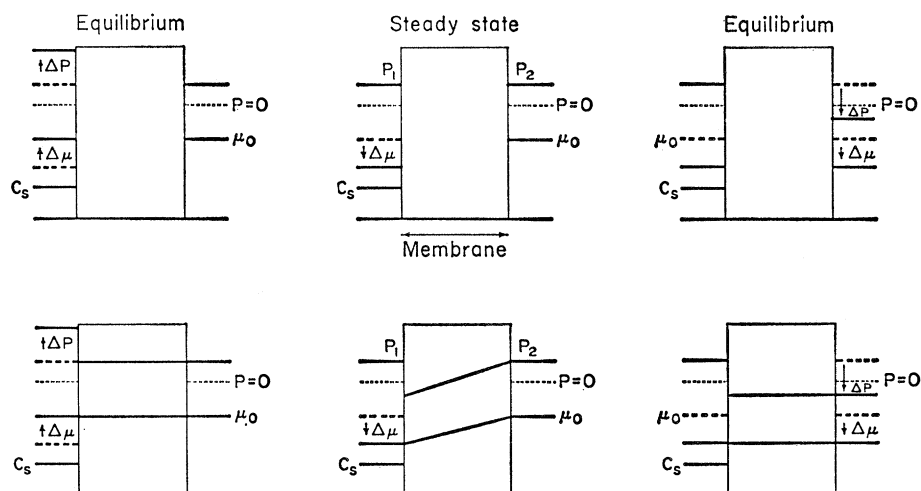 Equilibrium
Steady state
Equilibrium
↑ΔP
P=0
μ₀
↑Δμ
Cₛ
P₁
P₂
P=0
μ₀
↓Δμ
Cₛ
Membrane
↓ΔP
P=0
μ₀
↓Δμ
Cₛ
↑ΔP
P=0
μ₀
↑Δμ
Cₛ
P₁
P₂
P=0
μ₀
↓Δμ
Cₛ
↓ΔP
P=0
μ₀
↓Δμ
Cₛ